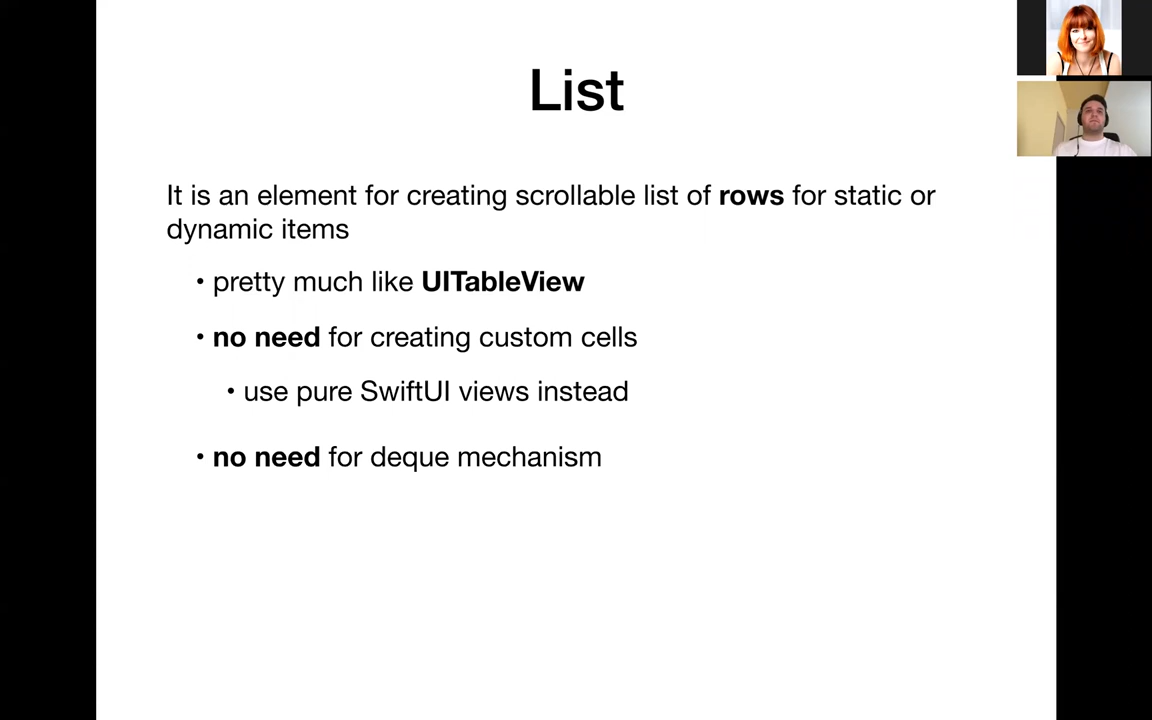 List
It is an element for creating scrollable list of rows for static or
dynamic items
• pretty much like UITableView
• no need for creating custom cells
• use pure SwiftUI views instead
• no need for deque mechanism